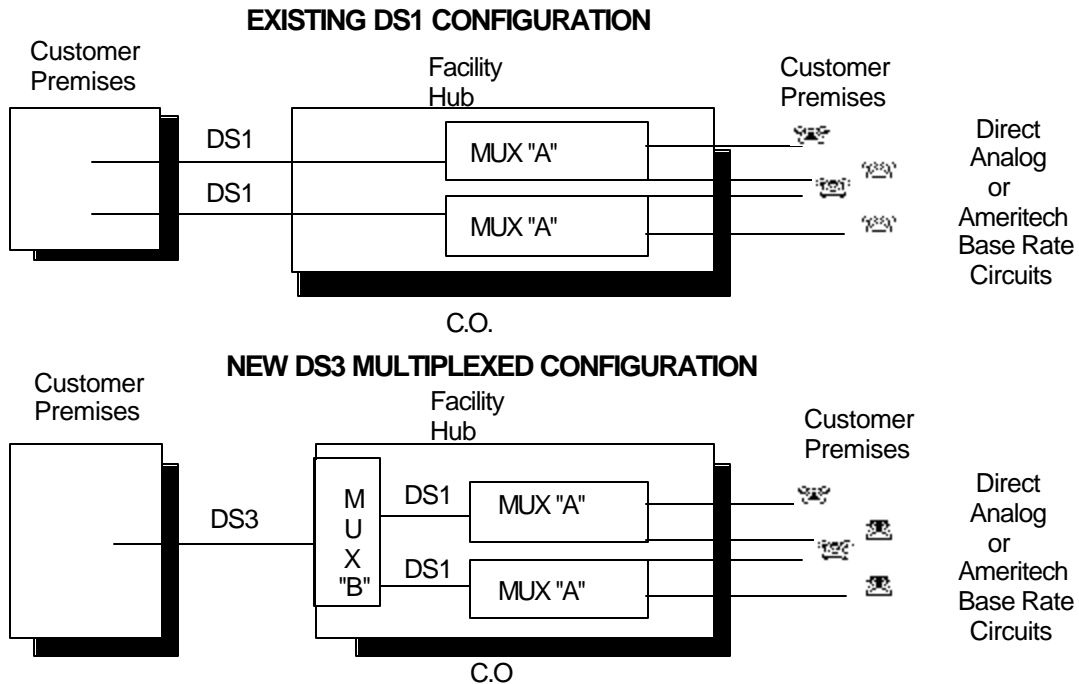 EXISTING DS1 CONFIGURATION
Customer
Premises
Facility
Hub
Customer
Premises
DS1
MUX "A"
DS1
MUX "A"
Direct
Analog
or
Ameritech
Base Rate
Circuits
C.O.
NEW DS3 MULTIPLEXED CONFIGURATION
Customer
Premises
Facility
Hub
Customer
Premises
DS3
M
U
X
"B"
DS1
MUX "A"
DS1
MUX "A"
Direct
Analog
or
Ameritech
Base Rate
Circuits
C.O